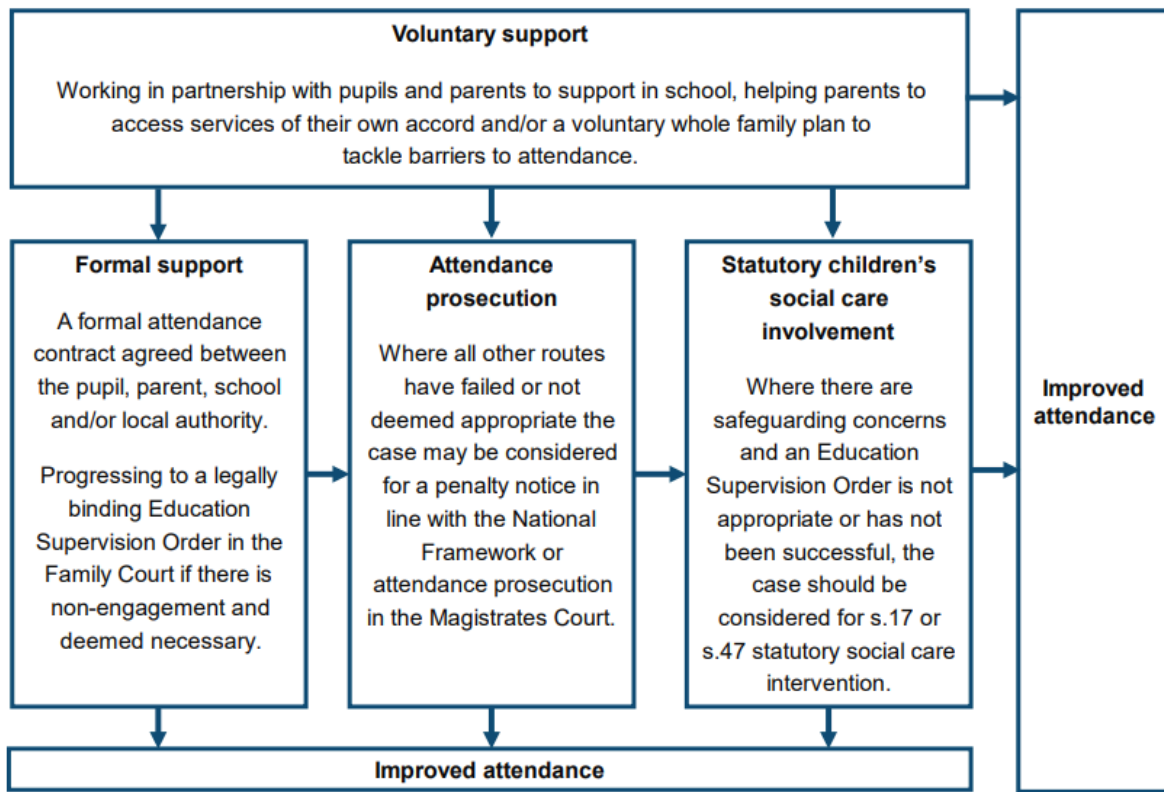 Voluntary support
Working in partnership with pupils and parents to support in school, helping parents to
access services of their own accord and/or a voluntary whole family plan to
tackle barriers to attendance.
Formal support
A formal attendance
contract agreed between
the pupil, parent, school
and/or local authority.
Progressing to a legally
binding Education
Supervision Order in the
Family Court if there is
non-engagement and
deemed necessary.
Attendance
prosecution
Where all other routes
have failed or not
deemed appropriate the
case may be considered
for a penalty notice in
line with the National
Framework or
attendance prosecution
in the Magistrates Court.
Statutory children’s
social care
involvement
Where there are
safeguarding concerns
and an Education
Supervision Order is not
appropriate or has not
been successful, the
case should be
considered for s.17 or
s.47 statutory social care
intervention.
Improved
attendance
Improved attendance